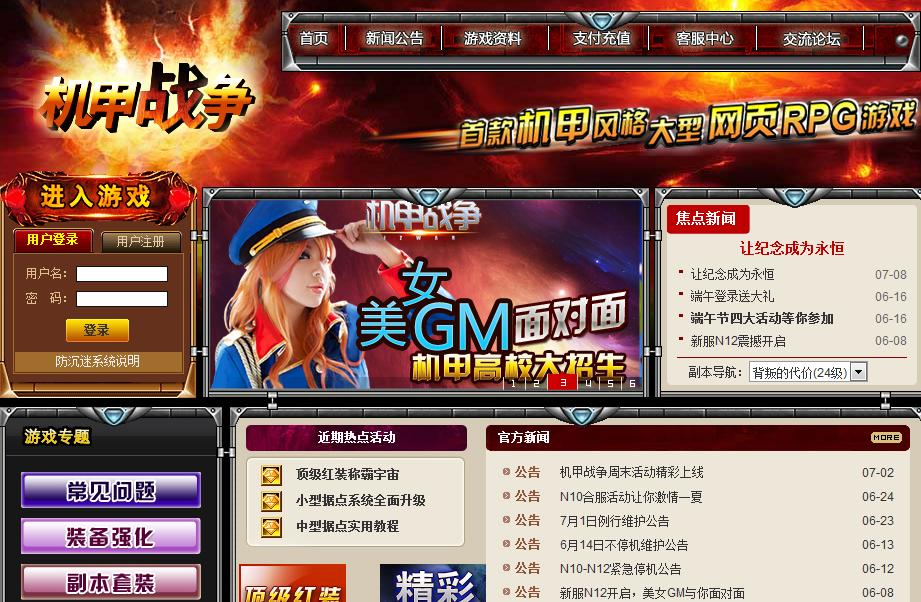 首页 新闻公告 游戏资料 支付充值 客服中心 交流论坛
机甲战争
首款机甲风格大型网页RPG游戏
进入游戏
用户登录 用户注册
用户名：
密 码：
登录
防沉迷系统说明
机甲战争
女
美GM面对面
机甲高校大招生
1 2 3 4 5 6
焦点新闻
让纪念成为永恒
让纪念成为永恒 07-08
端午登录送大礼 06-16
端午节四大活动等你参加 06-16
新服N12震撼开启 06-08
副本导航： 背叛的代价(24级)
游戏专题
常见问题
装备强化
副本套装
近期热点活动
顶级红装称霸宇宙
小型据点系统全面升级
中型据点实用教程
顶级红装
精彩
官方新闻 MORE
公告 机甲战争周末活动精彩上线 07-02
公告 N10合服活动让你激情一夏 06-24
公告 7月1日例行维护公告 06-23
公告 6月14日不停机维护公告 06-13
公告 N10-N12紧急停机公告 06-12
公告 新服N12开启，美女GM与你面对面 06-08